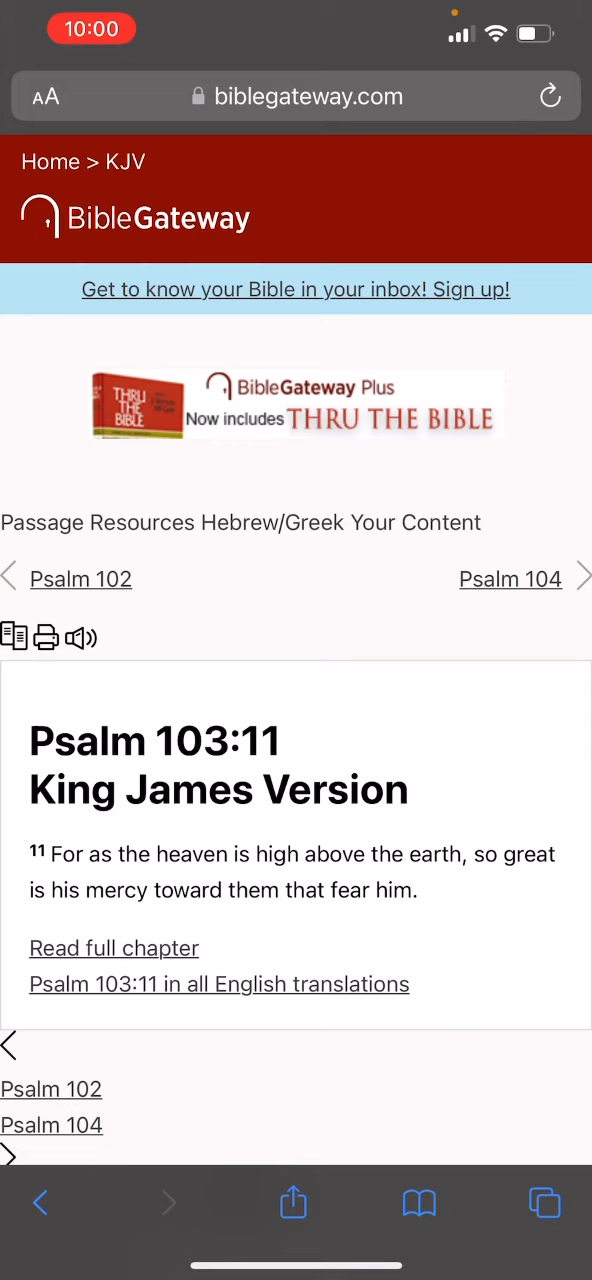 10:00
AA biblegateway.com
Home > KJV
BibleGateway
Get to know your Bible in your inbox! Sign up!
THRU
THE
BIBLE
BibleGateway Plus
Now includes THRU THE BIBLE
Passage Resources Hebrew/Greek Your Content
Psalm 102 Psalm 104
Psalm 103:11
King James Version
11 For as the heaven is high above the earth, so great
is his mercy toward them that fear him.
Read full chapter
Psalm 103:11 in all English translations
Psalm 102
Psalm 104